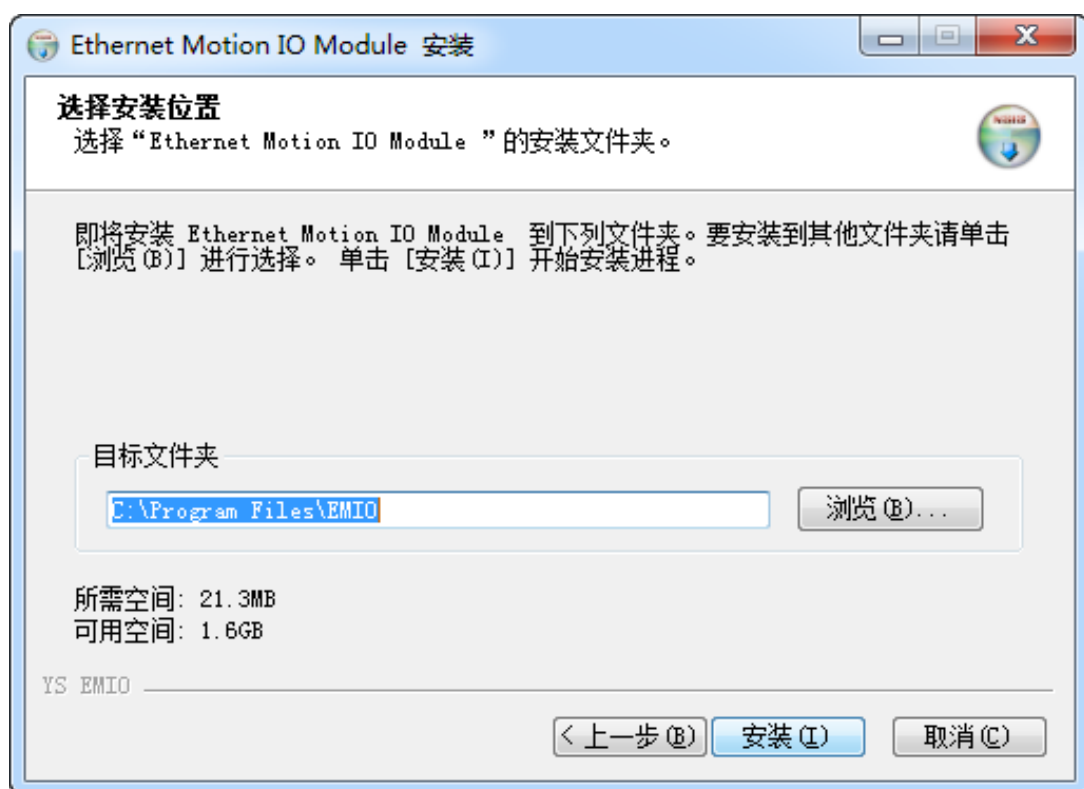 Ethernet Motion IO Module 安装
选择安装位置
选择“Ethernet Motion IO Module ”的安装文件夹。
即将安装 Ethernet Motion IO Module 到下列文件夹。要安装到其他文件夹请单击
[浏览(B)] 进行选择。 单击 [安装(I)] 开始安装进程。
目标文件夹
C:\Program Files\EMIO
浏览(B)...
所需空间: 21.3MB
可用空间: 1.6GB
YS EMIO
< 上一步(B)
安装(I)
取消(C)